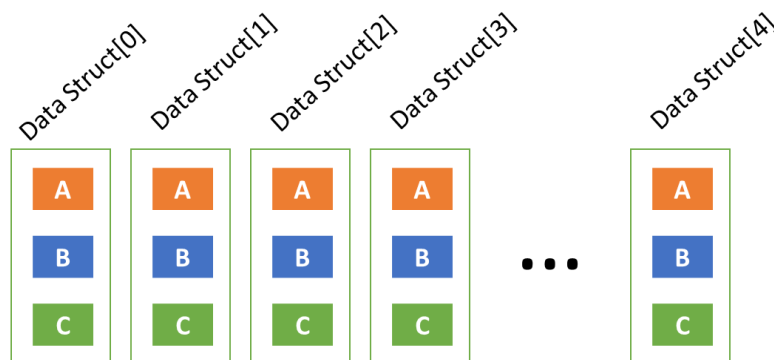 Data Struct[0]
Data Struct[1]
Data Struct[2]
Data Struct[3]
Data Struct[4]
A A A A A
B B B B ... B
C C C C C